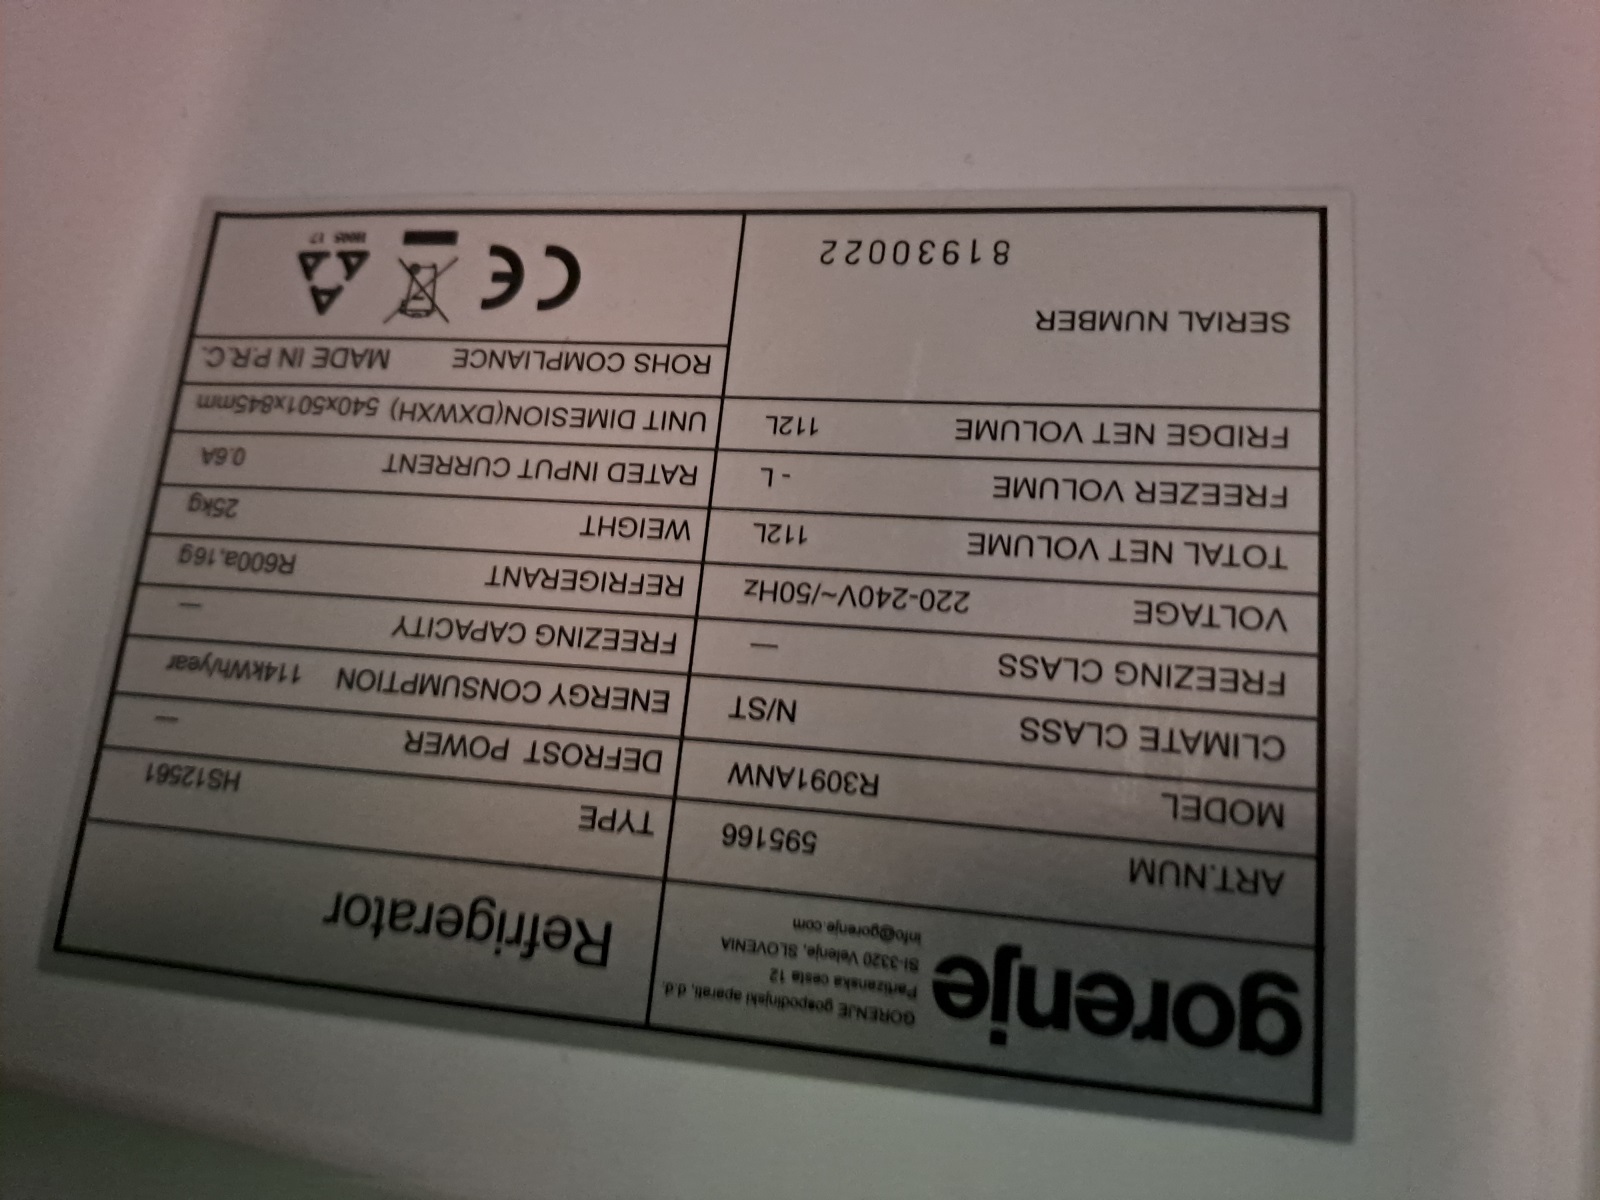 gorenje
GORENJE gospodinjski aparati, d.d.
Partizanska cesta 12
SI-3320 Velenje, SLOVENIA
info@gorenje.com
Refrigerator
ART.NUM 595166
TYPE HS12561
MODEL R3091ANW
DEFROST POWER —
CLIMATE CLASS N/ST
ENERGY CONSUMPTION 114kWh/year
FREEZING CLASS —
FREEZING CAPACITY —
VOLTAGE 220-240V~/50Hz
REFRIGERANT R600a,16g
TOTAL NET VOLUME 112L
WEIGHT 25kg
FREEZER VOLUME - L
RATED INPUT CURRENT 0.6A
FRIDGE NET VOLUME 112L
UNIT DIMESION(DXWXH) 540x501x845mm
ROHS COMPLIANCE MADE IN P.R.C.
SERIAL NUMBER
81930022
CE